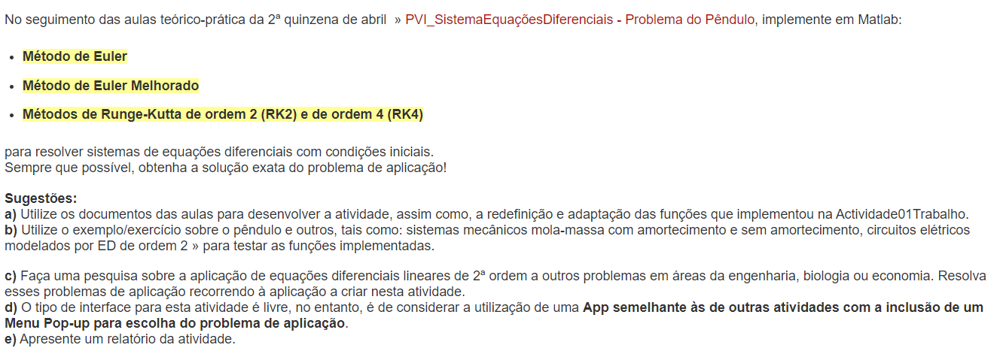 No seguimento das aulas teórico-prática da 2ª quinzena de abril » PVI_SistemaEquaçõesDiferenciais - Problema do Pêndulo, implemente em Matlab:
• Método de Euler
• Método de Euler Melhorado
• Métodos de Runge-Kutta de ordem 2 (RK2) e de ordem 4 (RK4)
para resolver sistemas de equações diferenciais com condições iniciais.
Sempre que possível, obtenha a solução exata do problema de aplicação!
Sugestões:
a) Utilize os documentos das aulas para desenvolver a atividade, assim como, a redefinição e adaptação das funções que implementou na Actividade01Trabalho.
b) Utilize o exemplo/exercício sobre o pêndulo e outros, tais como: sistemas mecânicos mola-massa com amortecimento e sem amortecimento, circuitos elétricos
modelados por ED de ordem 2 » para testar as funções implementadas.
c) Faça uma pesquisa sobre a aplicação de equações diferenciais lineares de 2ª ordem a outros problemas em áreas da engenharia, biologia ou economia. Resolva
esses problemas de aplicação recorrendo à aplicação a criar nesta atividade.
d) O tipo de interface para esta atividade é livre, no entanto, é de considerar a utilização de uma App semelhante às de outras atividades com a inclusão de um
Menu Pop-up para escolha do problema de aplicação.
e) Apresente um relatório da atividade.